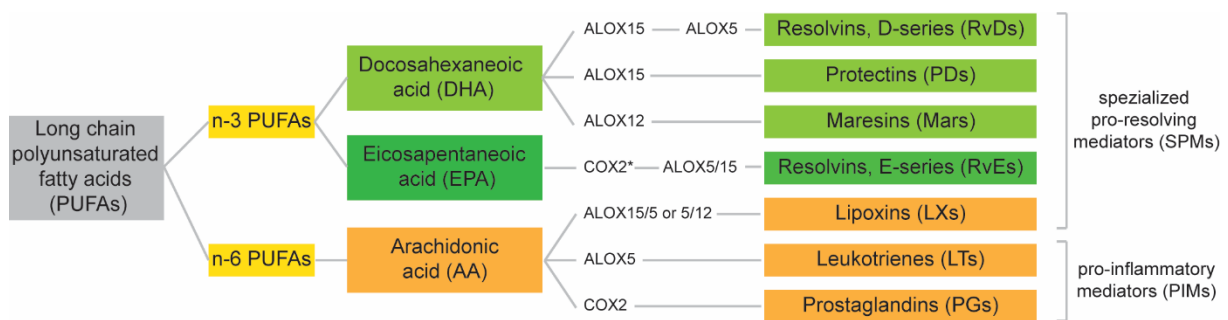 Long chain
polyunsaturated
fatty acids
(PUFAs)
n-3 PUFAs
n-6 PUFAs
Docosahexaneoic
acid (DHA)
Eicosapentaneoic
acid (EPA)
Arachidonic
acid (AA)
ALOX15 ALOX5 Resolvins, D-series (RvDs)
ALOX15 Protectins (PDs)
ALOX12 Maresins (Mars)
COX2* ALOX5/15 Resolvins, E-series (RvEs)
ALOX15/5 or 5/12 Lipoxins (LXs)
ALOX5 Leukotrienes (LTs)
COX2 Prostaglandins (PGs)
spezialized
pro-resolving
mediators (SPMs)
pro-inflammatory
mediators (PIMs)